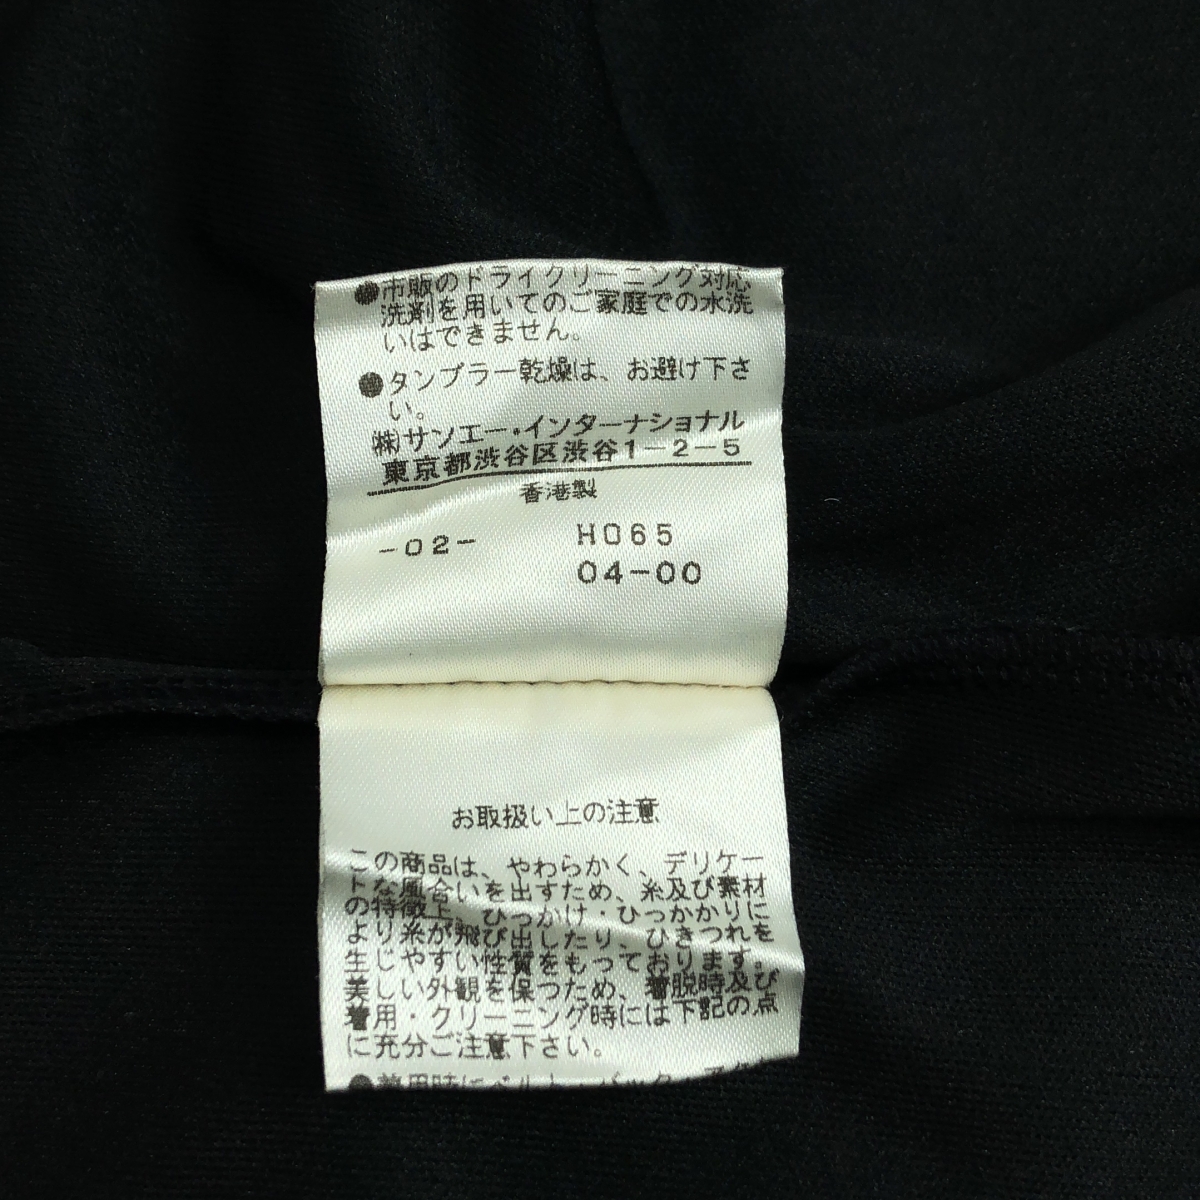 ●市販のドライクリーニング対応
洗剤を用いてのご家庭での水洗
いはできません。
●タンブラー乾燥は、お避け下さ
い。
㈱サンエー・インターナショナル
東京都渋谷区渋谷1-2-5
香港製
-02- H065
04-00
お取扱い上の注意
この商品は、やわらかく、デリケー
トな風合いを出すため、糸及び素材
の特徴上、ひっかけ・ひっかかりに
より糸が飛び出したり、ひきつれを
生じやすい性質をもっております。
美しい外観を保つため、着脱時及び
着用・クリーニング時には下記の点
に充分ご注意下さい。
●着用時にベルト・バック・